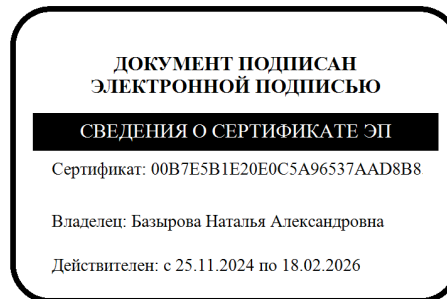 ДОКУМЕНТ ПОДПИСАН
ЭЛЕКТРОННОЙ ПОДПИСЬЮ
СВЕДЕНИЯ О СЕРТИФИКАТЕ ЭП
Сертификат: 00B7E5B1E20E0C5A96537AAD8B8
Владелец: Базырова Наталья Александровна
Действителен: с 25.11.2024 по 18.02.2026